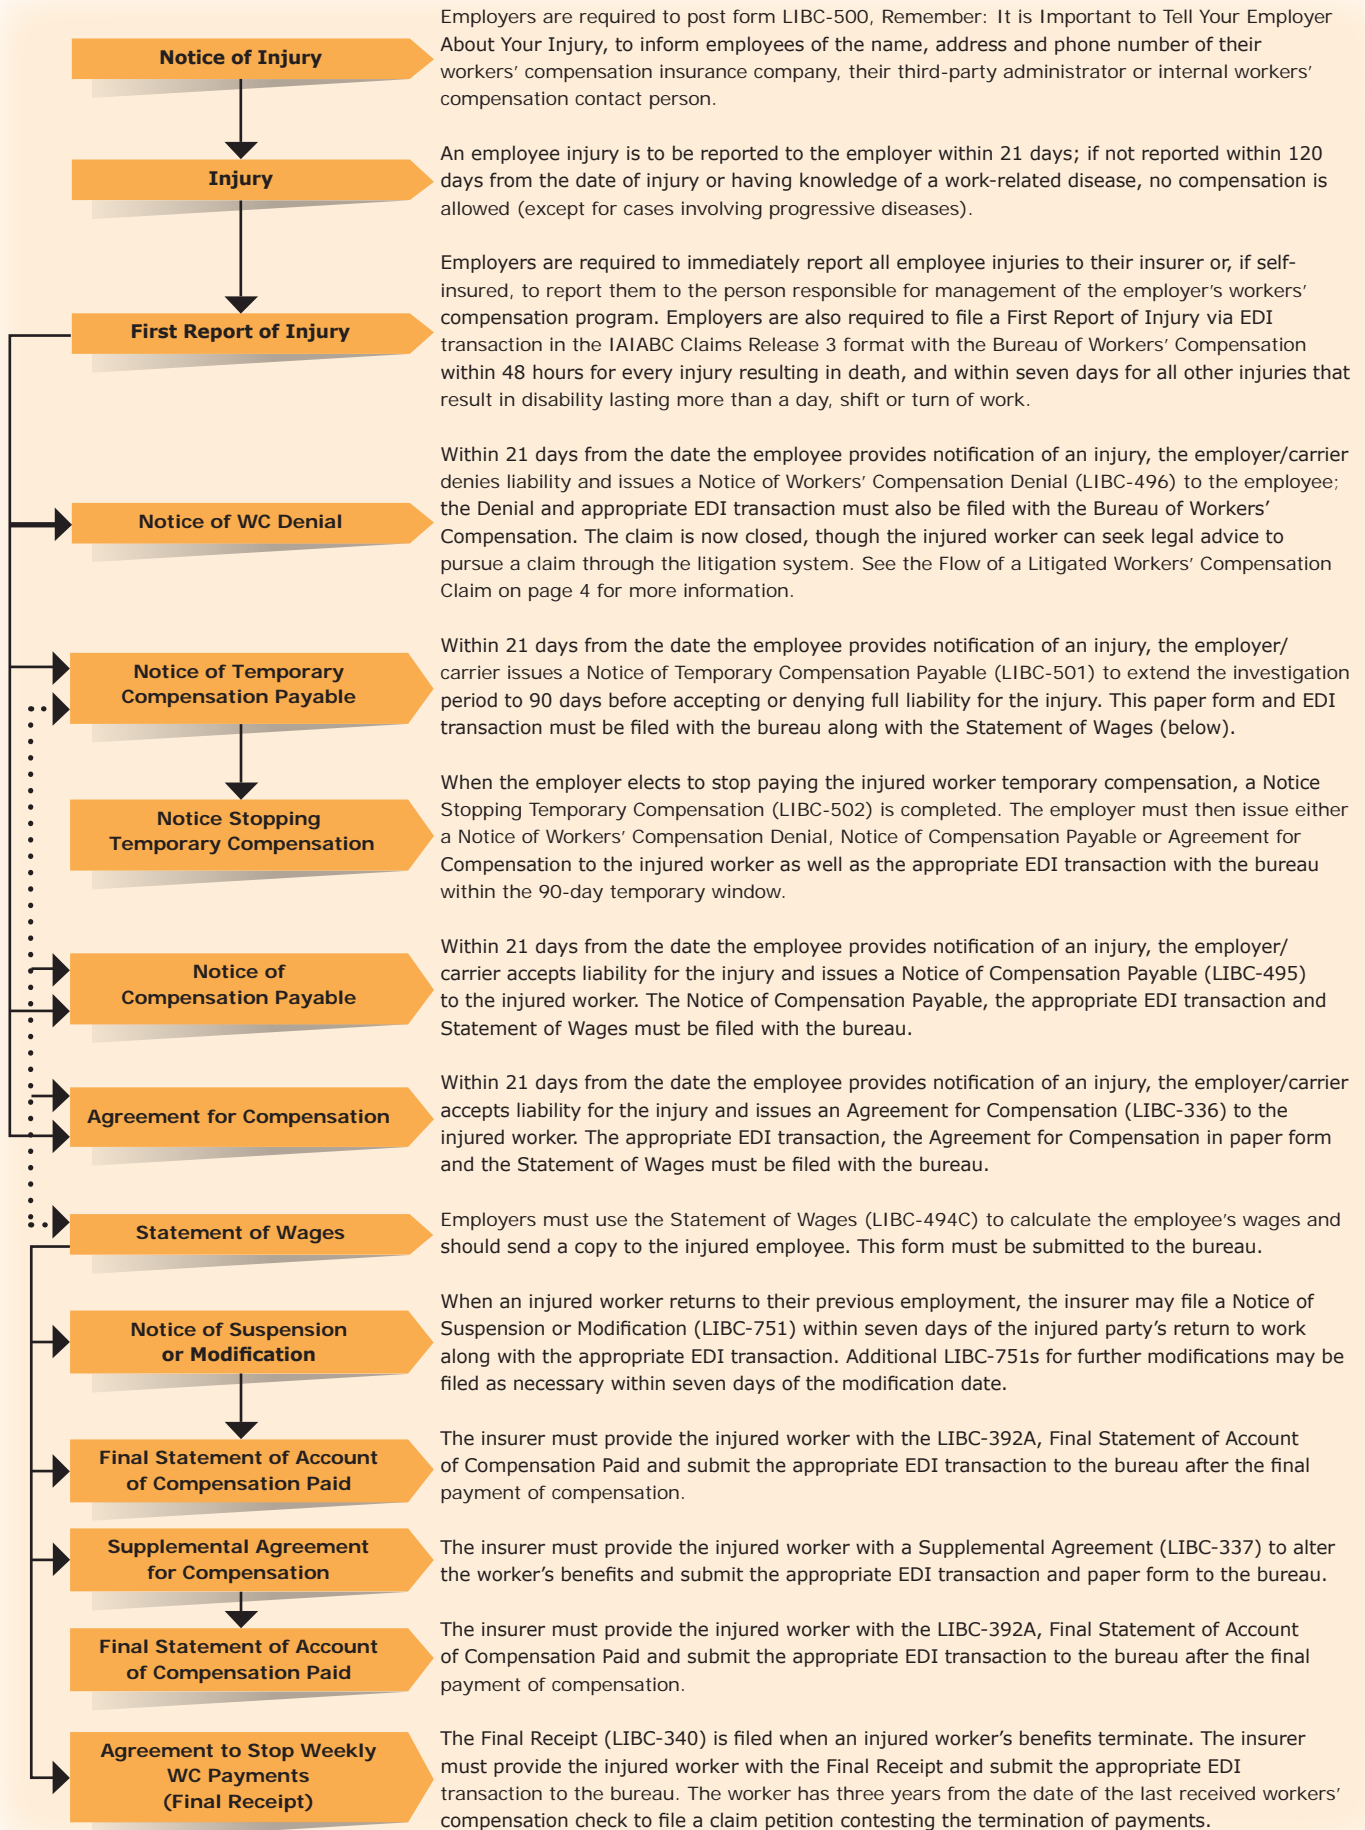 Notice of Injury
Employers are required to post form LIBC-500, Remember: It is Important to Tell Your Employer
About Your Injury, to inform employees of the name, address and phone number of their
workers’ compensation insurance company, their third-party administrator or internal workers’
compensation contact person.
Injury
An employee injury is to be reported to the employer within 21 days; if not reported within 120
days from the date of injury or having knowledge of a work-related disease, no compensation is
allowed (except for cases involving progressive diseases).
First Report of Injury
Employers are required to immediately report all employee injuries to their insurer or, if self-
insured, to report them to the person responsible for management of the employer’s workers’
compensation program. Employers are also required to file a First Report of Injury via EDI
transaction in the IAIABC Claims Release 3 format with the Bureau of Workers’ Compensation
within 48 hours for every injury resulting in death, and within seven days for all other injuries that
result in disability lasting more than a day, shift or turn of work.
Notice of WC Denial
Within 21 days from the date the employee provides notification of an injury, the employer/carrier
denies liability and issues a Notice of Workers’ Compensation Denial (LIBC-496) to the employee;
the Denial and appropriate EDI transaction must also be filed with the Bureau of Workers’
Compensation. The claim is now closed, though the injured worker can seek legal advice to
pursue a claim through the litigation system. See the Flow of a Litigated Workers’ Compensation
Claim on page 4 for more information.
Notice of Temporary
Compensation Payable
Within 21 days from the date the employee provides notification of an injury, the employer/
carrier issues a Notice of Temporary Compensation Payable (LIBC-501) to extend the investigation
period to 90 days before accepting or denying full liability for the injury. This paper form and EDI
transaction must be filed with the bureau along with the Statement of Wages (below).
Notice Stopping
Temporary Compensation
When the employer elects to stop paying the injured worker temporary compensation, a Notice
Stopping Temporary Compensation (LIBC-502) is completed. The employer must then issue either
a Notice of Workers’ Compensation Denial, Notice of Compensation Payable or Agreement for
Compensation to the injured worker as well as the appropriate EDI transaction with the bureau
within the 90-day temporary window.
Notice of
Compensation Payable
Within 21 days from the date the employee provides notification of an injury, the employer/
carrier accepts liability for the injury and issues a Notice of Compensation Payable (LIBC-495)
to the injured worker. The Notice of Compensation Payable, the appropriate EDI transaction and
Statement of Wages must be filed with the bureau.
Agreement for Compensation
Within 21 days from the date the employee provides notification of an injury, the employer/carrier
accepts liability for the injury and issues an Agreement for Compensation (LIBC-336) to the
injured worker. The appropriate EDI transaction, the Agreement for Compensation in paper form
and the Statement of Wages must be filed with the bureau.
Statement of Wages
Employers must use the Statement of Wages (LIBC-494C) to calculate the employee’s wages and
should send a copy to the injured employee. This form must be submitted to the bureau.
Notice of Suspension
or Modification
When an injured worker returns to their previous employment, the insurer may file a Notice of
Suspension or Modification (LIBC-751) within seven days of the injured party’s return to work
along with the appropriate EDI transaction. Additional LIBC-751s for further modifications may be
filed as necessary within seven days of the modification date.
Final Statement of Account
of Compensation Paid
The insurer must provide the injured worker with the LIBC-392A, Final Statement of Account
of Compensation Paid and submit the appropriate EDI transaction to the bureau after the final
payment of compensation.
Supplemental Agreement
for Compensation
The insurer must provide the injured worker with a Supplemental Agreement (LIBC-337) to alter
the worker’s benefits and submit the appropriate EDI transaction and paper form to the bureau.
Final Statement of Account
of Compensation Paid
The insurer must provide the injured worker with the LIBC-392A, Final Statement of Account
of Compensation Paid and submit the appropriate EDI transaction to the bureau after the final
payment of compensation.
Agreement to Stop Weekly
WC Payments
(Final Receipt)
The Final Receipt (LIBC-340) is filed when an injured worker’s benefits terminate. The insurer
must provide the injured worker with the Final Receipt and submit the appropriate EDI
transaction to the bureau. The worker has three years from the date of the last received workers’
compensation check to file a claim petition contesting the termination of payments.